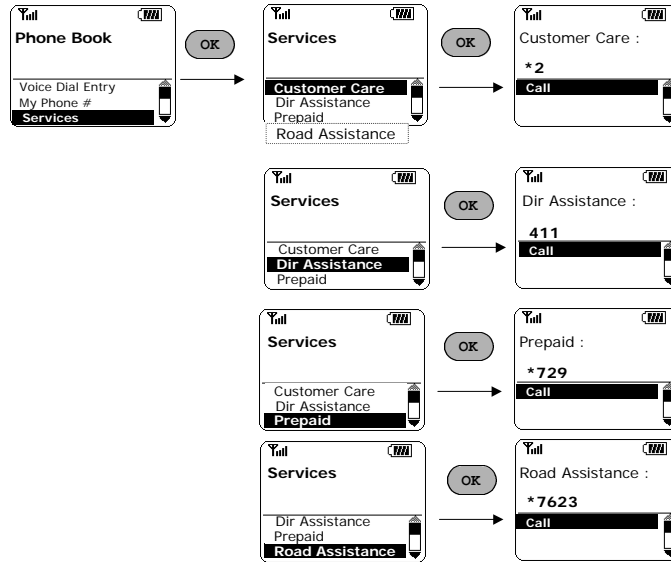 Phone Book
Voice Dial Entry
My Phone #
Services
OK
Services
Customer Care
Dir Assistance
Prepaid
Road Assistance
OK
Customer Care :
*2
Call
Services
Customer Care
Dir Assistance
Prepaid
OK
Dir Assistance :
411
Call
Services
Customer Care
Dir Assistance
Prepaid
OK
Prepaid :
*729
Call
Services
Dir Assistance
Prepaid
Road Assistance
OK
Road Assistance :
*7623
Call